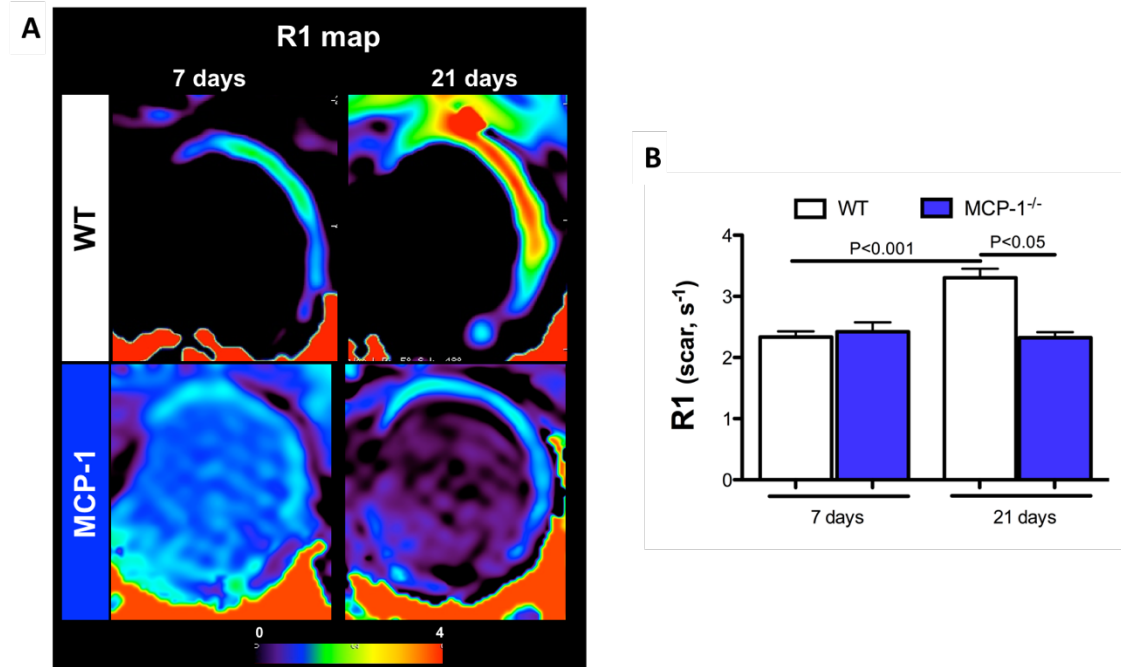 A
R1 map
7 days
21 days
WT
MCP-1
0
4
B
WT
MCP-1-/-
P<0.001
P<0.05
R1 (scar, s-1)
4
3
2
1
0
7 days
21 days